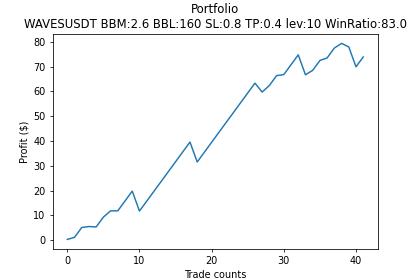 Portfolio
WAVESUSDT BBM:2.6 BBL:160 SL:0.8 TP:0.4 lev:10 WinRatio:83.0
80
70
60
50
40
30
20
10
0
Profit ($)
0 10 20 30 40
Trade counts